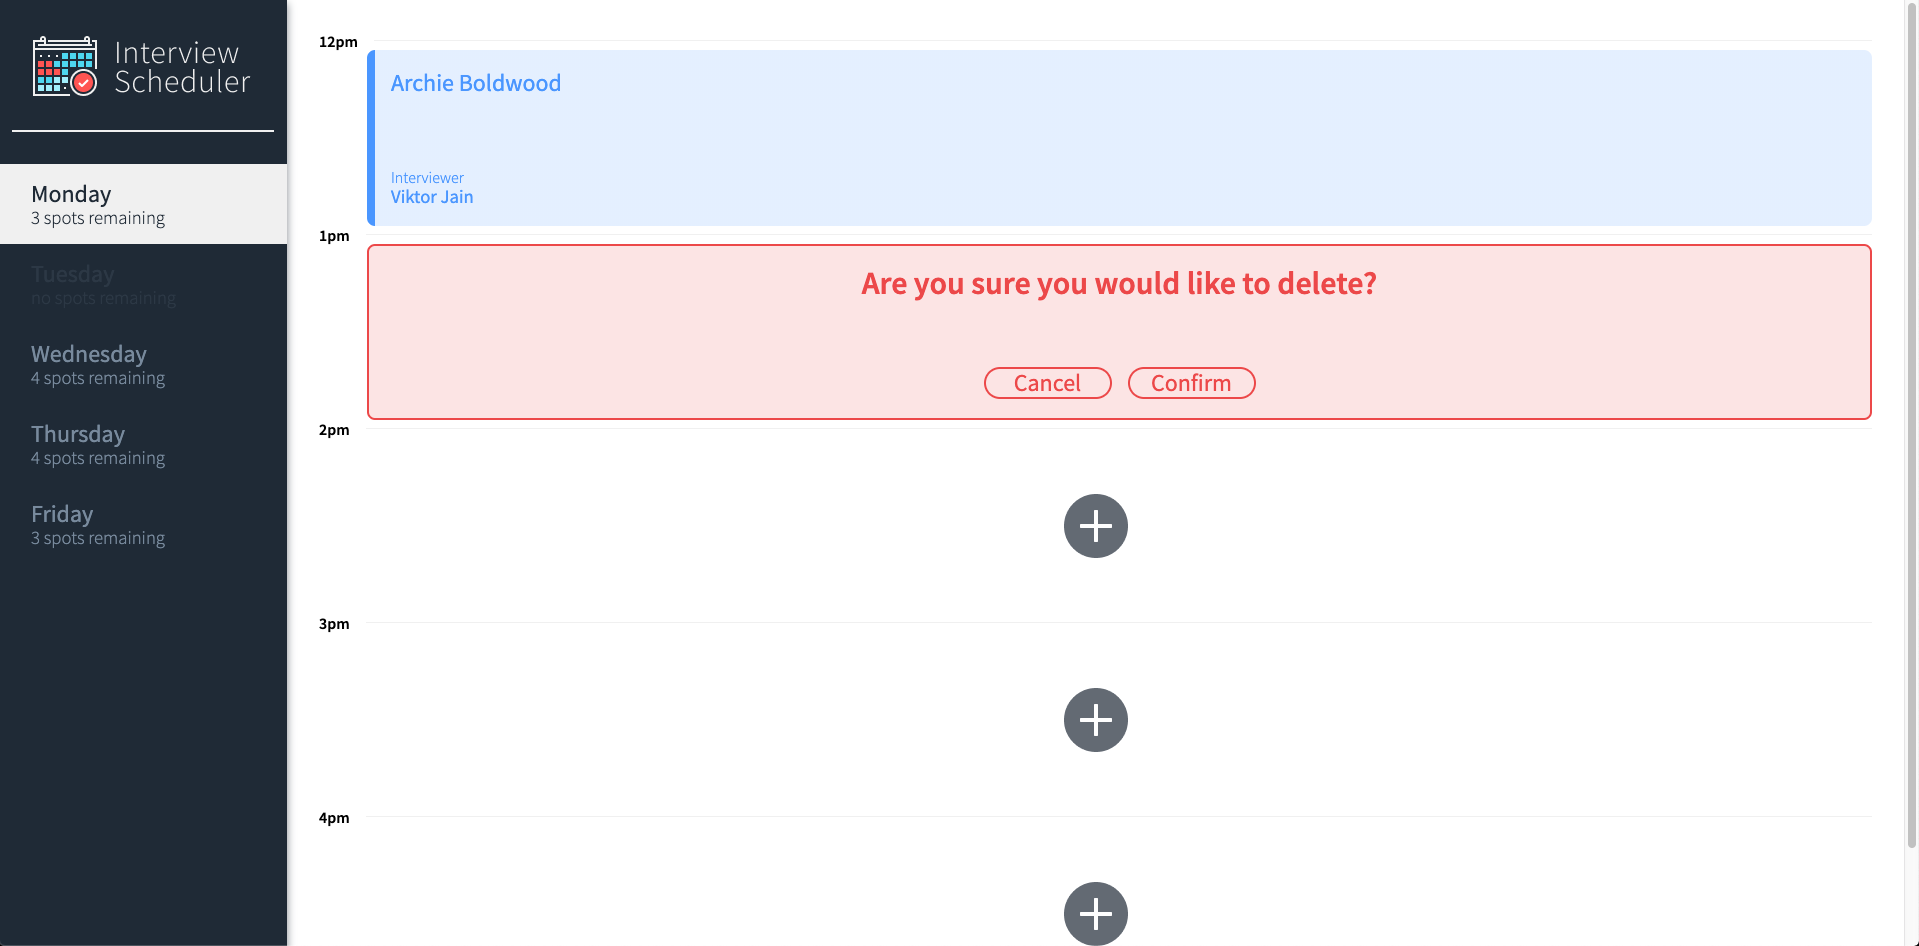 Interview
Scheduler
Monday
3 spots remaining
Tuesday
no spots remaining
Wednesday
4 spots remaining
Thursday
4 spots remaining
Friday
3 spots remaining
12pm
Archie Boldwood
Interviewer
Viktor Jain
1pm
Are you sure you would like to delete?
Cancel Confirm
2pm
3pm
4pm